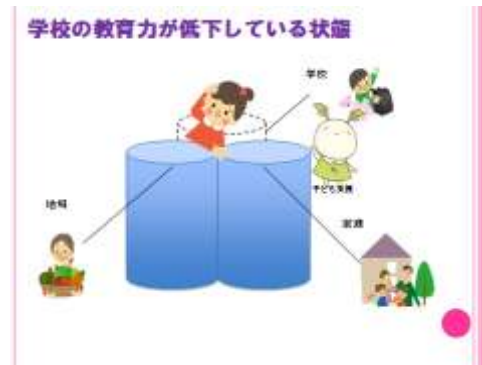 学校の教育力が低下している状態
学校
子ども支援
地域
家庭